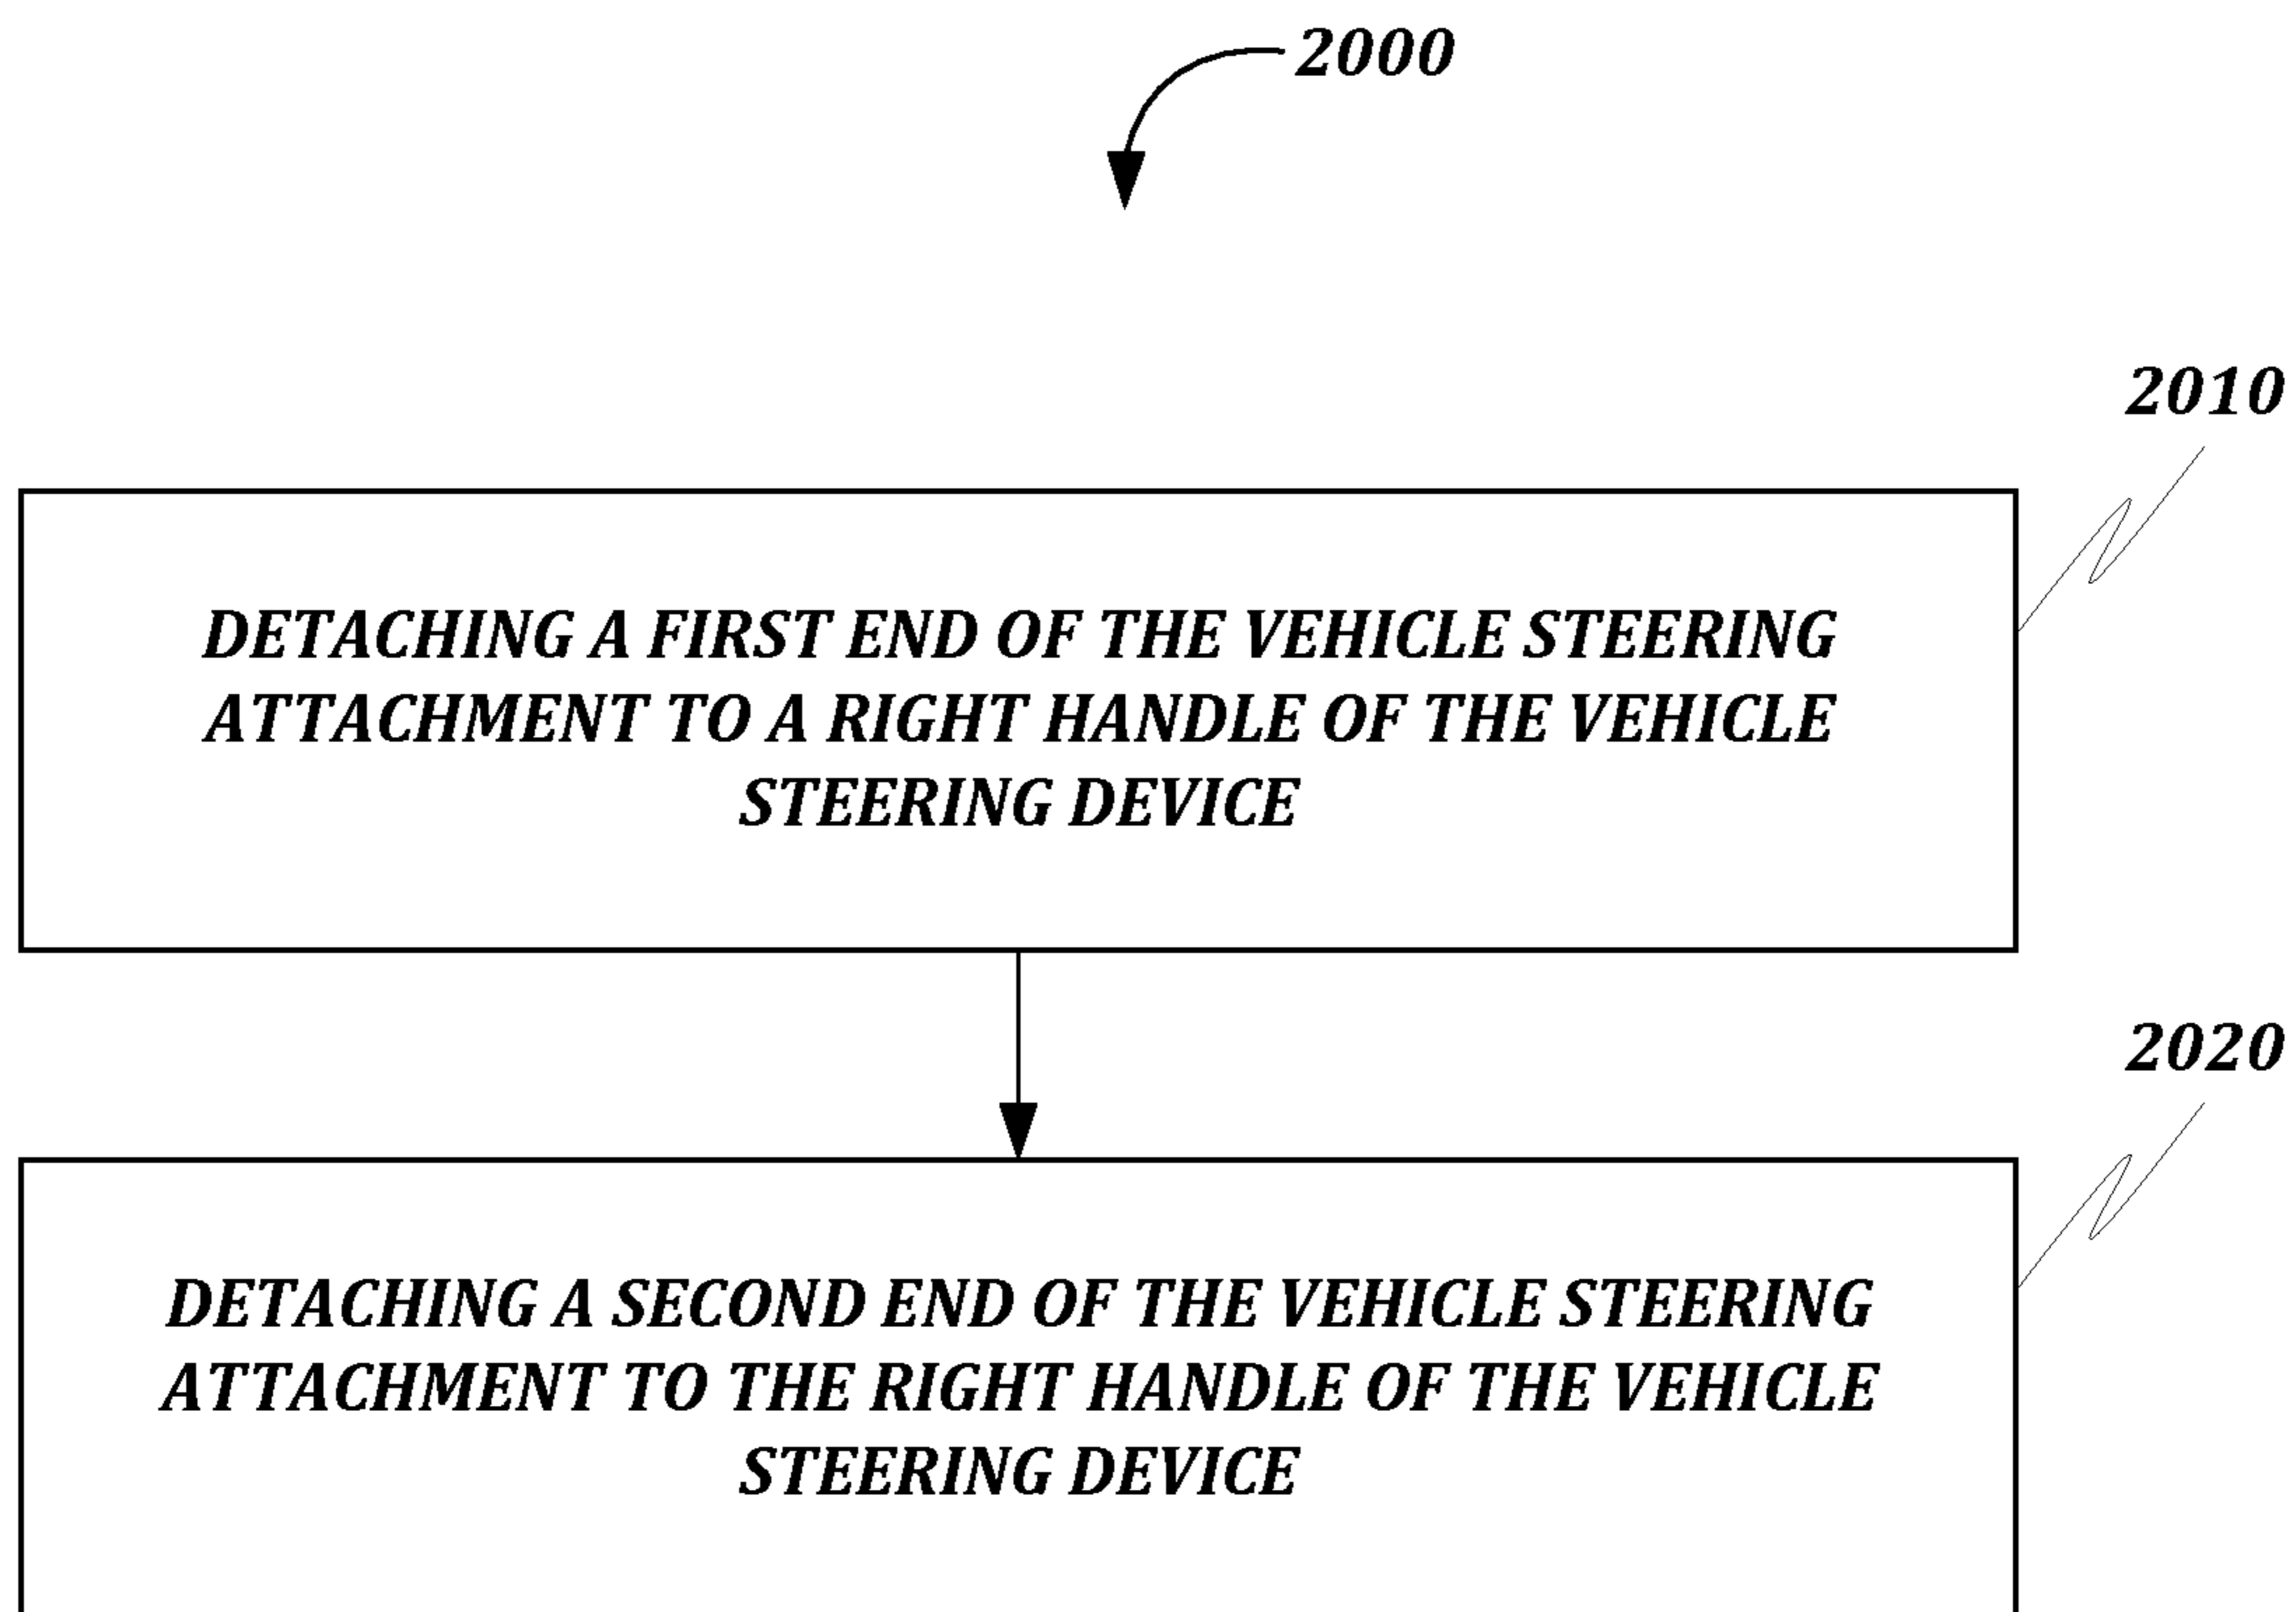 2000
2010
DETACHING A FIRST END OF THE VEHICLE STEERING
ATTACHMENT TO A RIGHT HANDLE OF THE VEHICLE
STEERING DEVICE
2020
DETACHING A SECOND END OF THE VEHICLE STEERING
ATTACHMENT TO THE RIGHT HANDLE OF THE VEHICLE
STEERING DEVICE